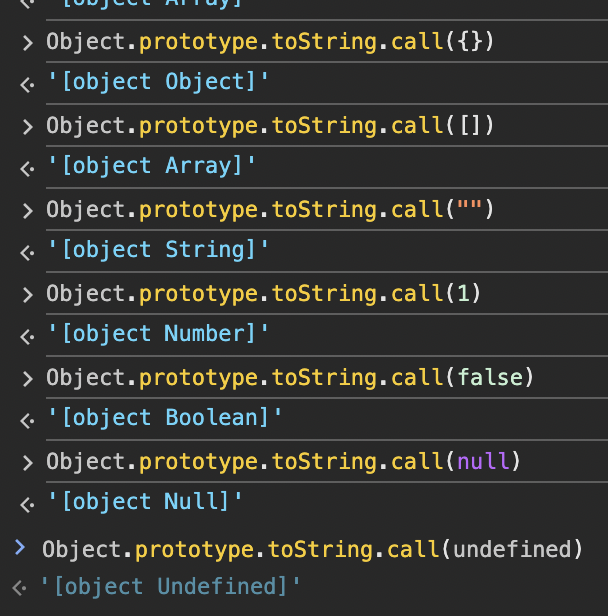 '[object Array]'
Object.prototype.toString.call({})
'[object Object]'
Object.prototype.toString.call([])
'[object Array]'
Object.prototype.toString.call("")
'[object String]'
Object.prototype.toString.call(1)
'[object Number]'
Object.prototype.toString.call(false)
'[object Boolean]'
Object.prototype.toString.call(null)
'[object Null]'
Object.prototype.toString.call(undefined)
'[object Undefined]'